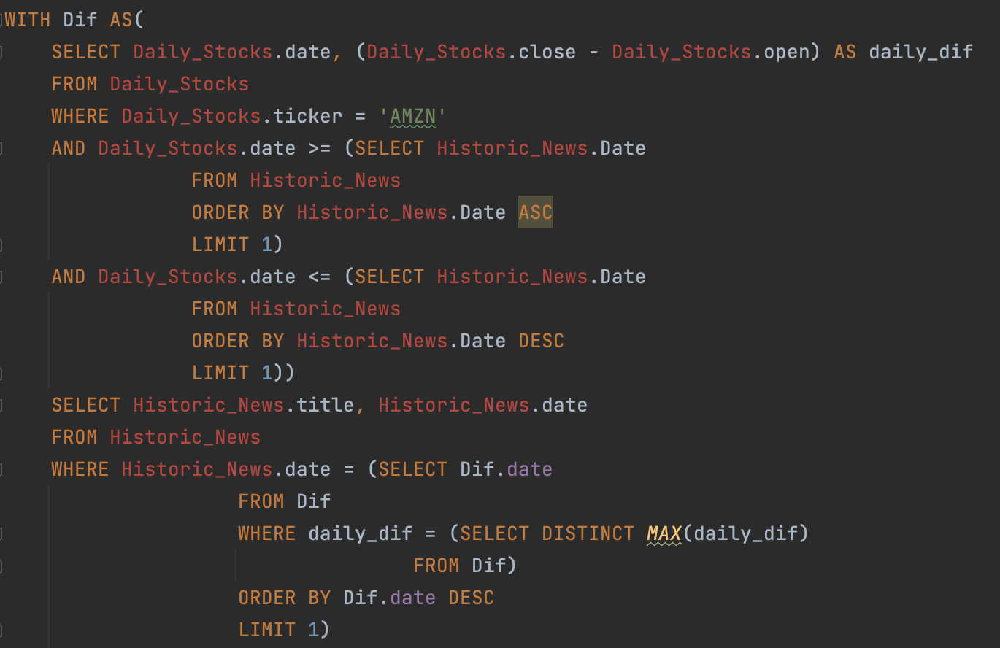 WITH Dif AS(
    SELECT Daily_Stocks.date, (Daily_Stocks.close - Daily_Stocks.open) AS daily_dif
    FROM Daily_Stocks
    WHERE Daily_Stocks.ticker = 'AMZN'
    AND Daily_Stocks.date >= (SELECT Historic_News.Date
                FROM Historic_News
                ORDER BY Historic_News.Date ASC
                LIMIT 1)
    AND Daily_Stocks.date <= (SELECT Historic_News.Date
                FROM Historic_News
                ORDER BY Historic_News.Date DESC
                LIMIT 1))
    SELECT Historic_News.title, Historic_News.date
    FROM Historic_News
    WHERE Historic_News.date = (SELECT Dif.date
                    FROM Dif
                    WHERE daily_dif = (SELECT DISTINCT MAX(daily_dif)
                                   FROM Dif)
                    ORDER BY Dif.date DESC
                    LIMIT 1)